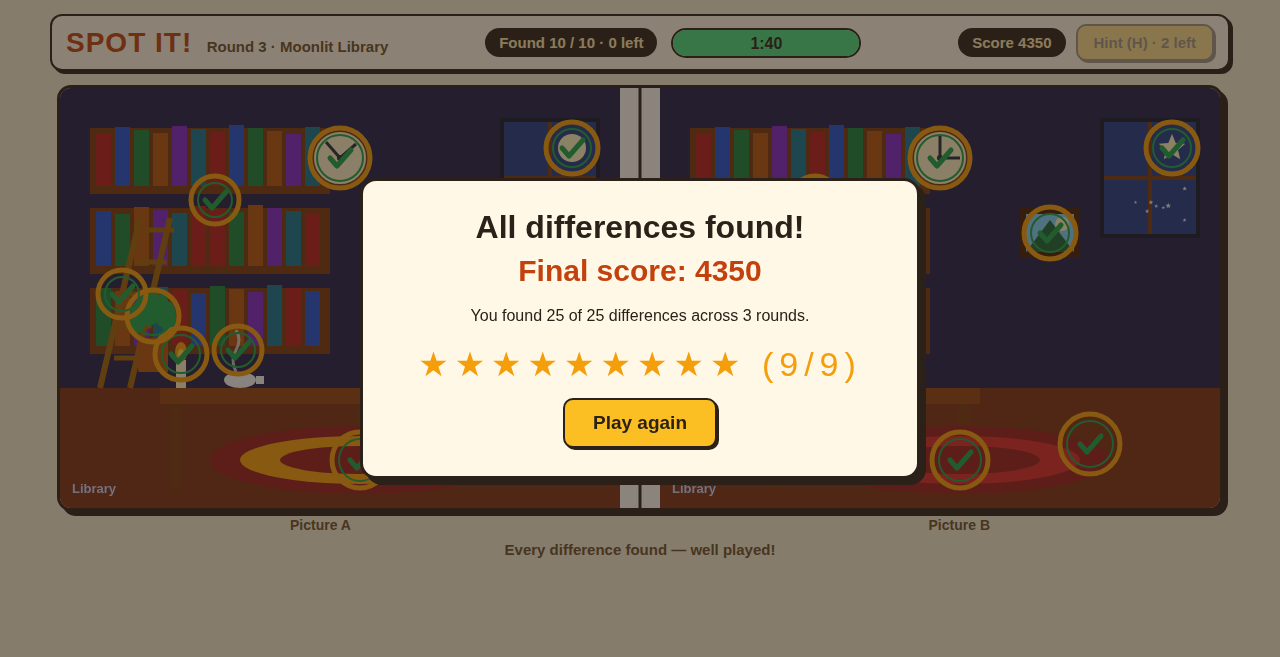 SPOT IT!
Round 3 · Moonlit Library
Found 10 / 10 · 0 left
1:40
Score 4350
Hint (H) · 2 left
All differences found!
Final score: 4350
You found 25 of 25 differences across 3 rounds.
★★★★★★★★★ (9/9)
Play again
Library
Library
Picture A
Picture B
Every difference found — well played!